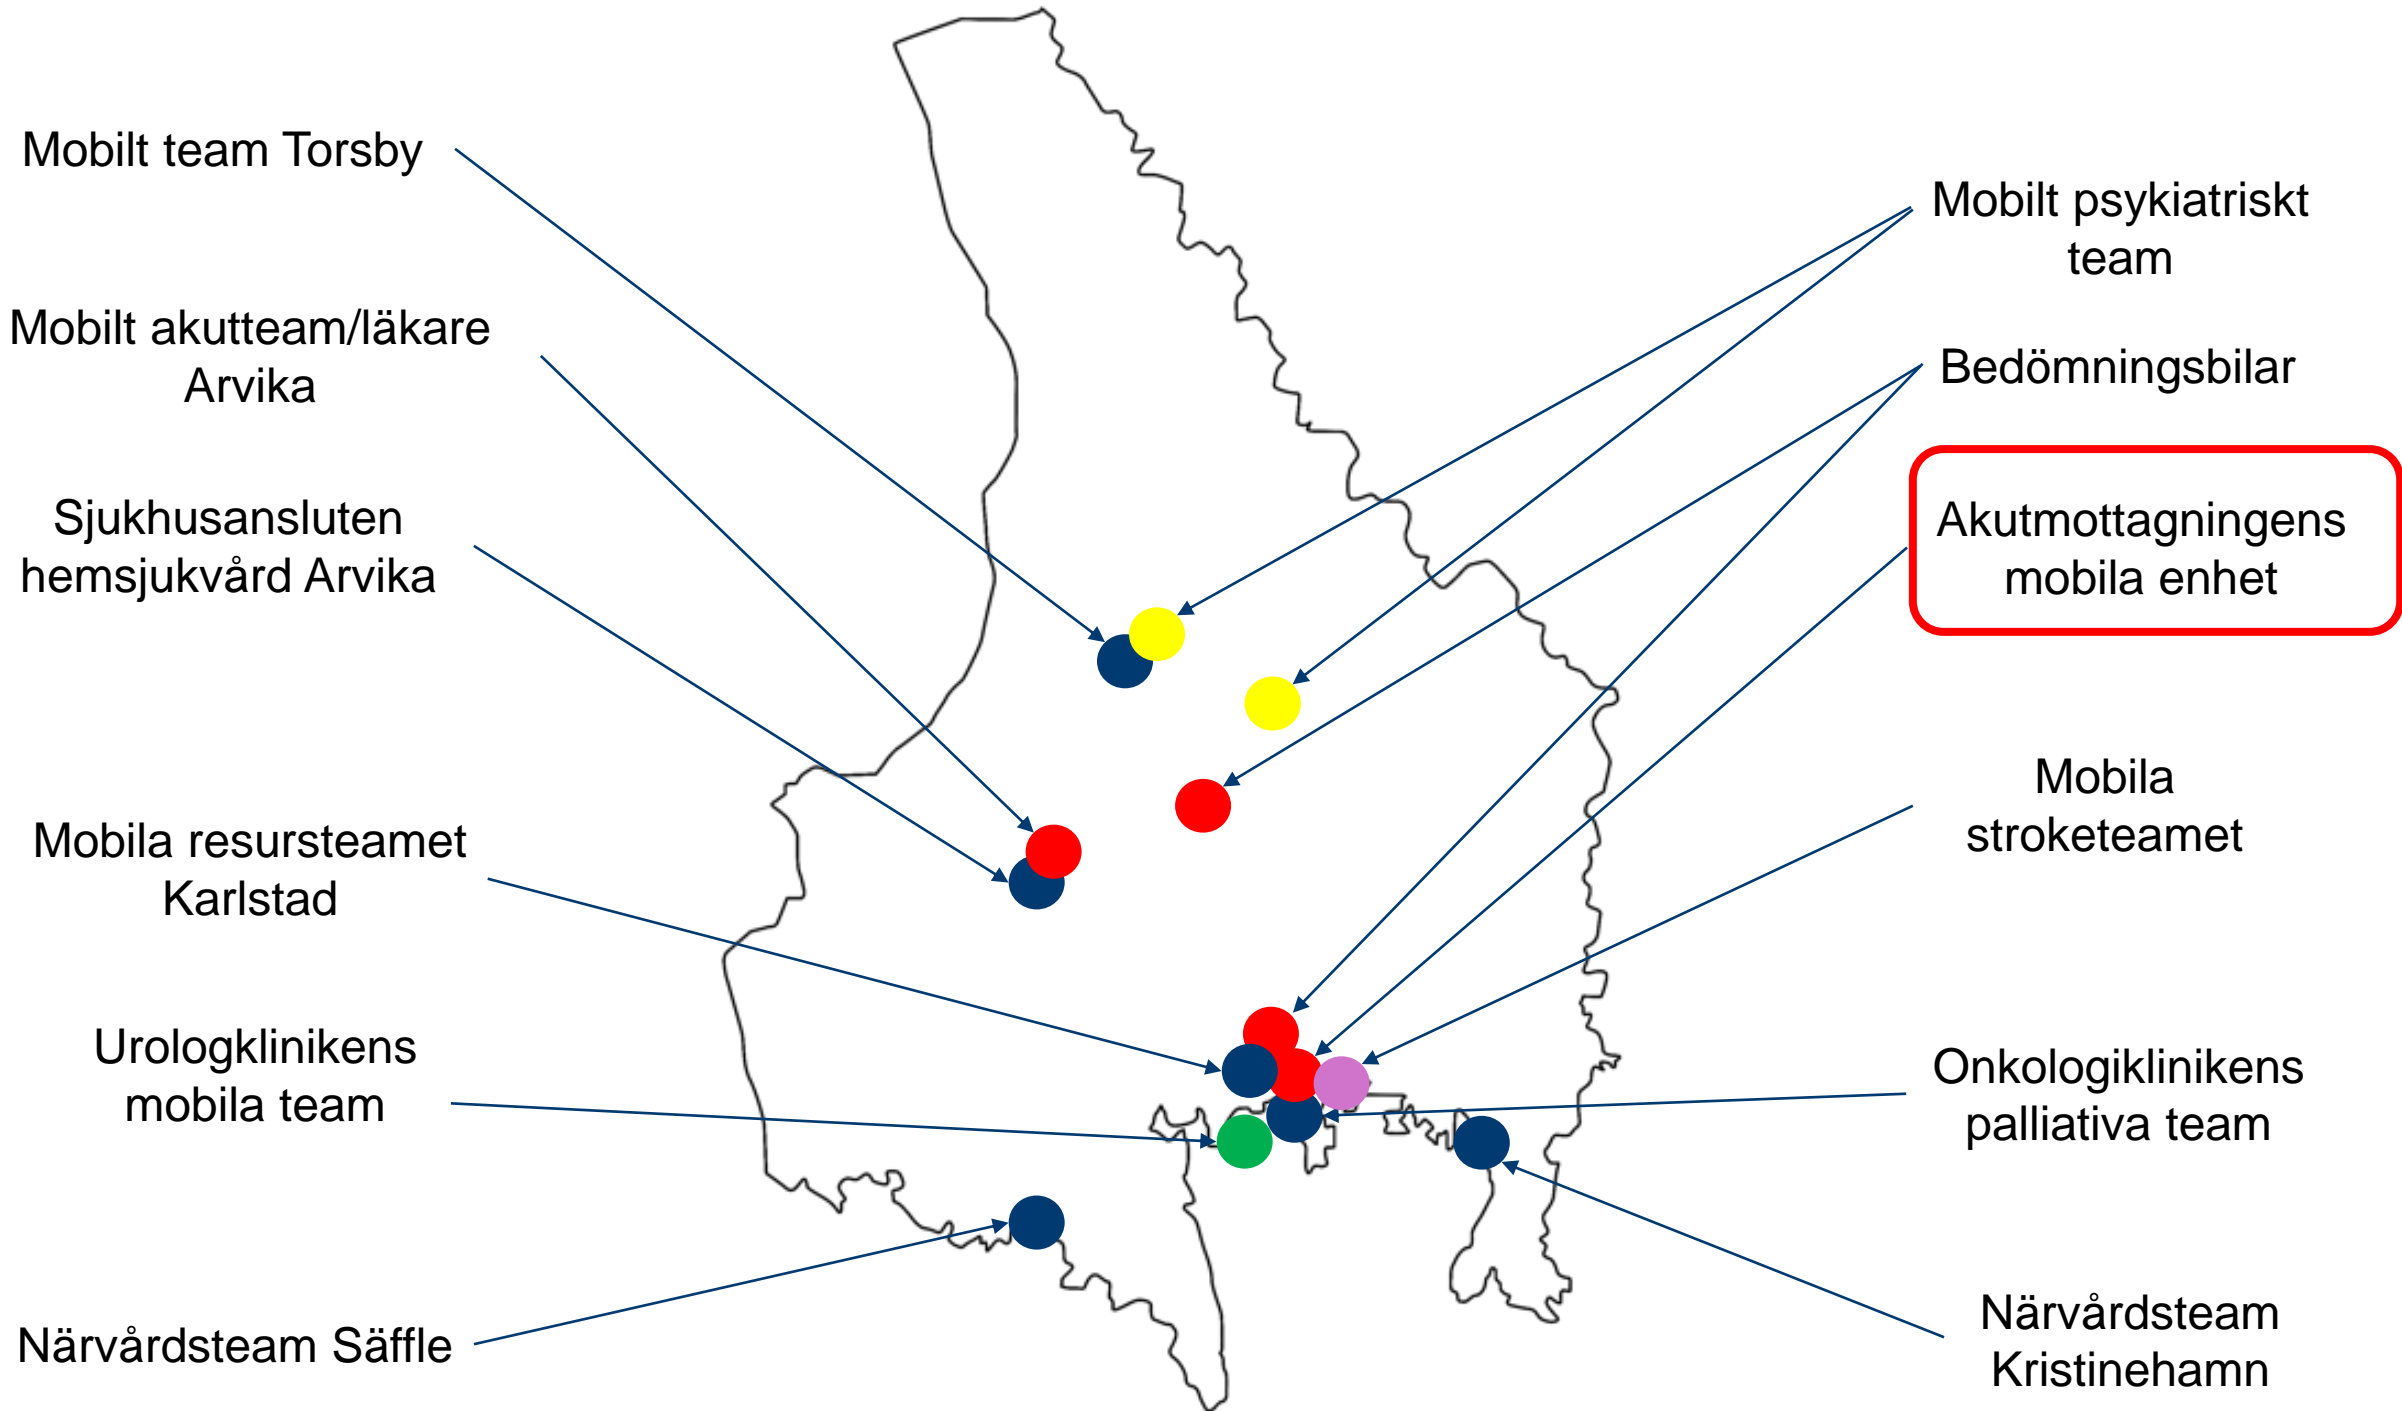 Mobilt team Torsby
Mobilt akutteam/läkare
Arvika
Sjukhusansluten
hemsjukvård Arvika
Mobila resursteamet
Karlstad
Urologklinikens
mobila team
Närvårdsteam Säffle
Mobilt psykiatriskt
team
Bedömningsbilar
Akutmottagningens
mobila enhet
Mobila
stroketeamet
Onkologiklinikens
palliativa team
Närvårdsteam
Kristinehamn